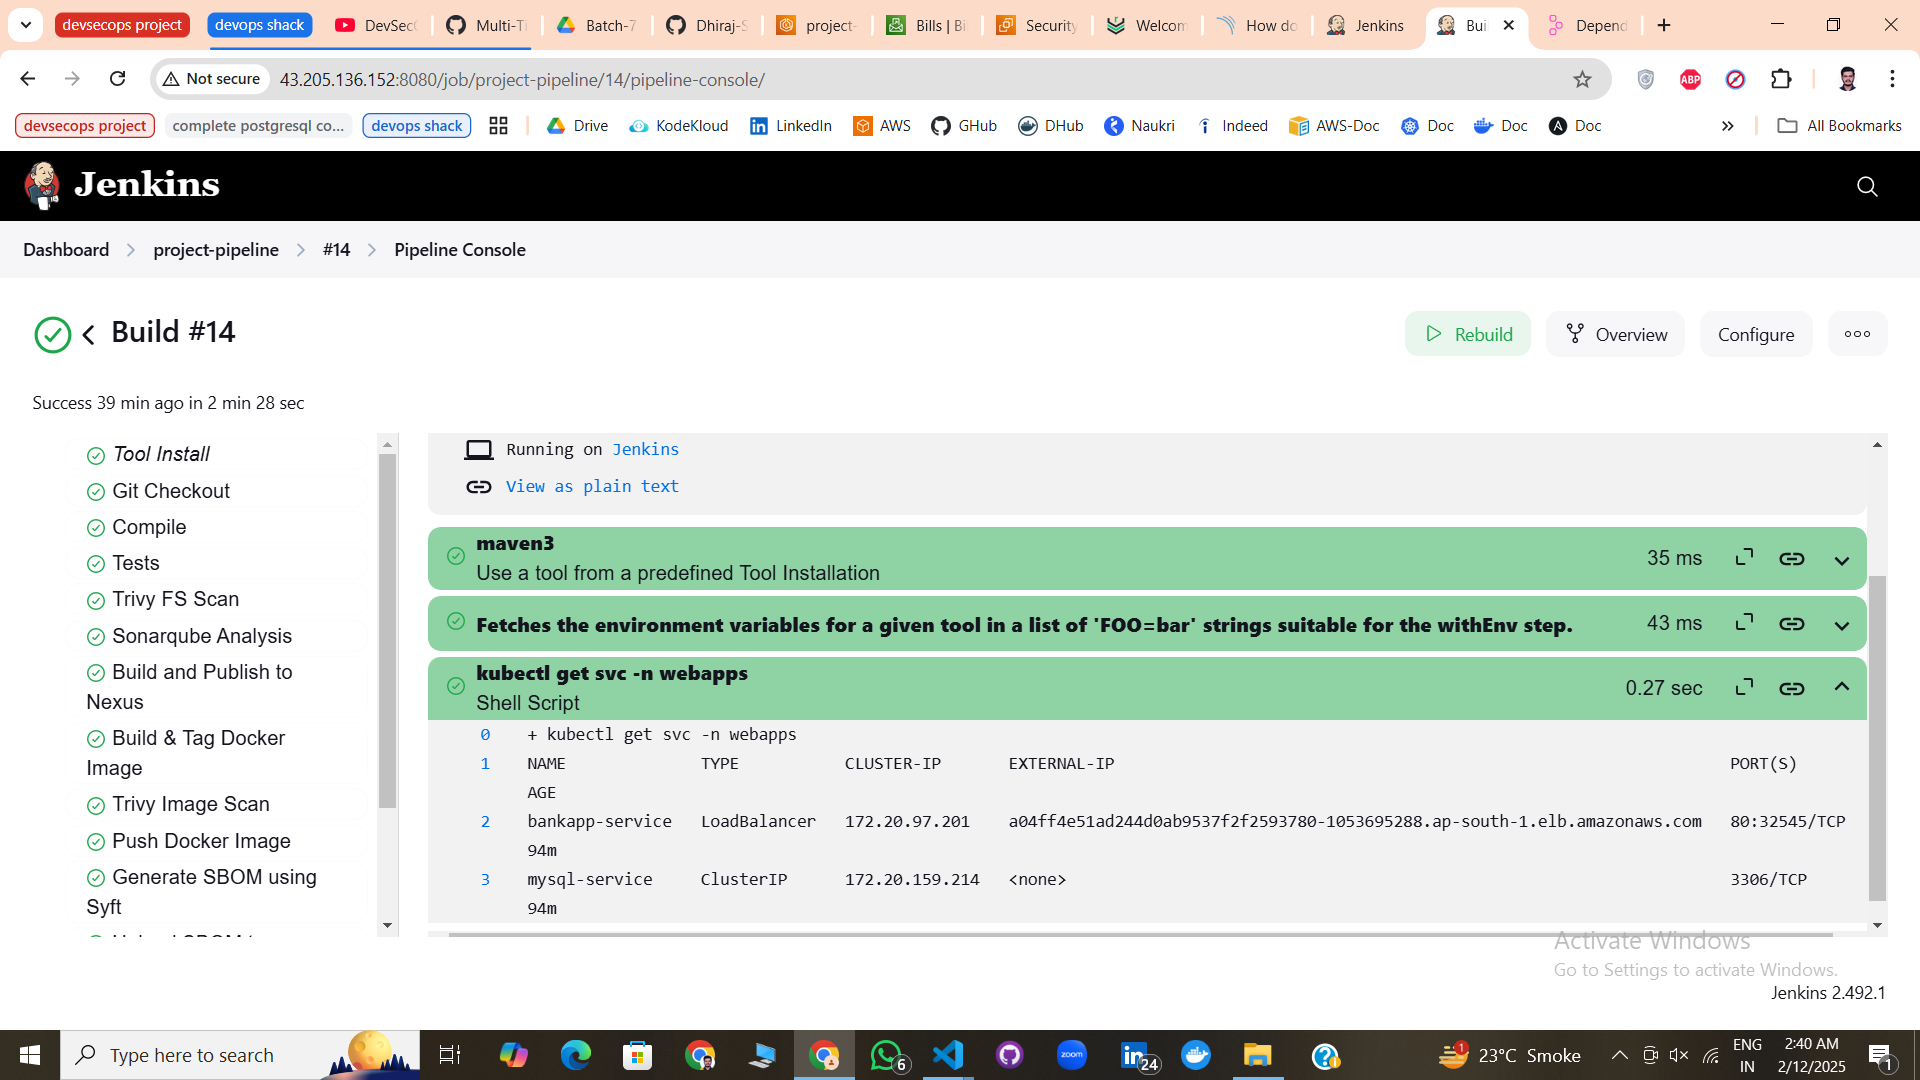 devsecops project
devops shack
DevSec
Multi-Ti
Batch-7
Dhiraj-S
project-
Bills | Bi
Security
Welcom
How do
Jenkins
Bui
Depend
Not secure
43.205.136.152:8080/job/project-pipeline/14/pipeline-console/
ABP
devsecops project
complete postgresql co...
devops shack
Drive
KodeKloud
LinkedIn
AWS
GHub
DHub
Naukri
Indeed
AWS-Doc
Doc
Doc
Doc
All Bookmarks
Jenkins
Dashboard
project-pipeline
#14
Pipeline Console
Build #14
Rebuild
Overview
Configure
Success 39 min ago in 2 min 28 sec
Tool Install
Git Checkout
Compile
Tests
Trivy FS Scan
Sonarqube Analysis
Build and Publish to
Nexus
Build & Tag Docker
Image
Trivy Image Scan
Push Docker Image
Generate SBOM using
Syft
Running on Jenkins
View as plain text
maven3
Use a tool from a predefined Tool Installation
35 ms
Fetches the environment variables for a given tool in a list of 'FOO=bar' strings suitable for the withEnv step.
43 ms
kubectl get svc -n webapps
Shell Script
0.27 sec
0 + kubectl get svc -n webapps
1 NAME TYPE CLUSTER-IP EXTERNAL-IP PORT(S)
AGE
2 bankapp-service LoadBalancer 172.20.97.201 a04ff4e51ad244d0ab9537f2f2593780-1053695288.ap-south-1.elb.amazonaws.com 80:32545/TCP
94m
3 mysql-service ClusterIP 172.20.159.214 <none> 3306/TCP
94m
Activate Windows
Go to Settings to activate Windows.
Jenkins 2.492.1
Type here to search
zoom
6
24
1
23°C Smoke
ENG
IN
2:40 AM
2/12/2025
1